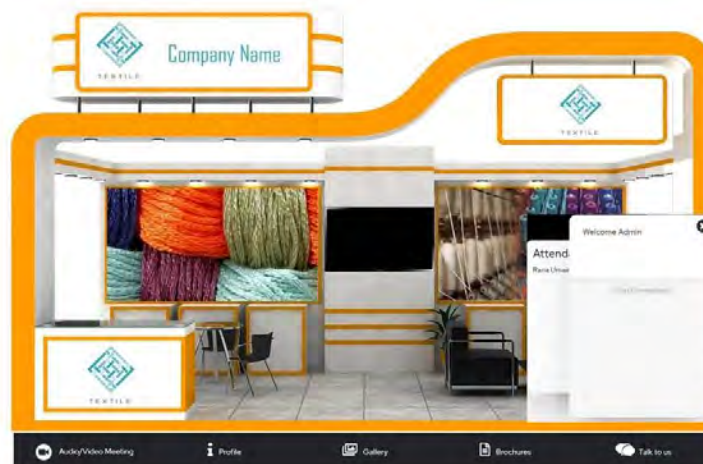 TEXTILE
Company Name
TEXTILE
Welcome Admin
Attend
TEXTILE
Audio/Video Meeting
Profile
Gallery
Brochures
Talk to us